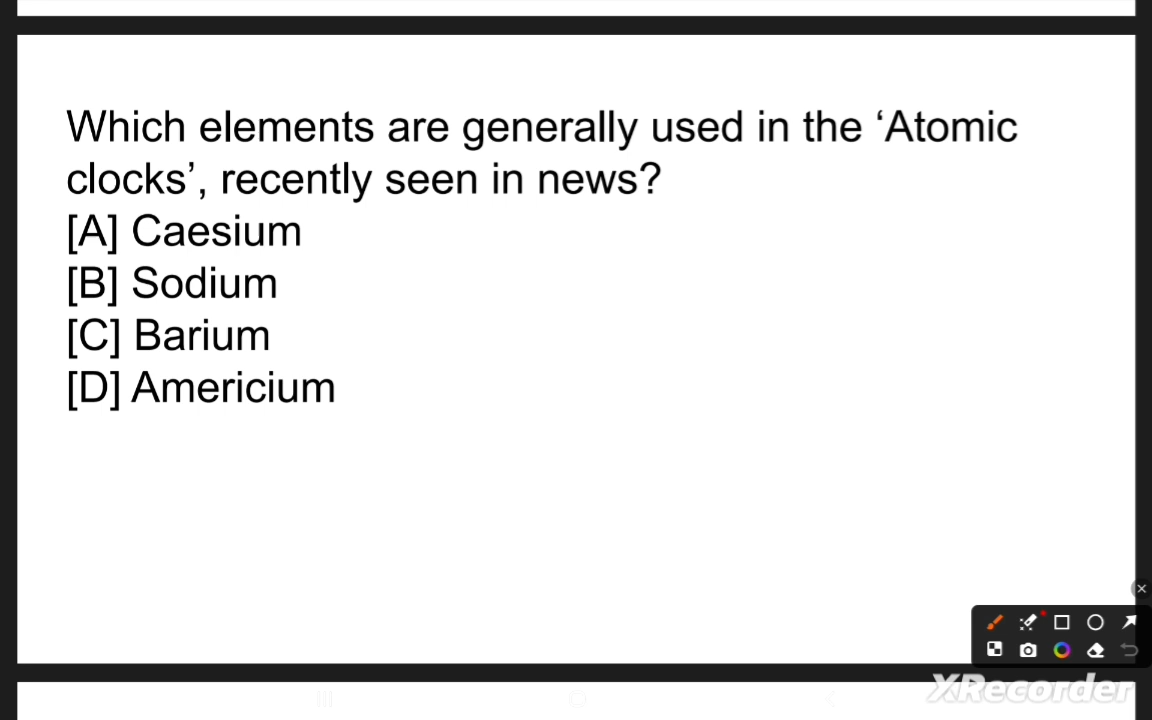 Which elements are generally used in the ‘Atomic
clocks’, recently seen in news?
[A] Caesium
[B] Sodium
[C] Barium
[D] Americium
XRecorder